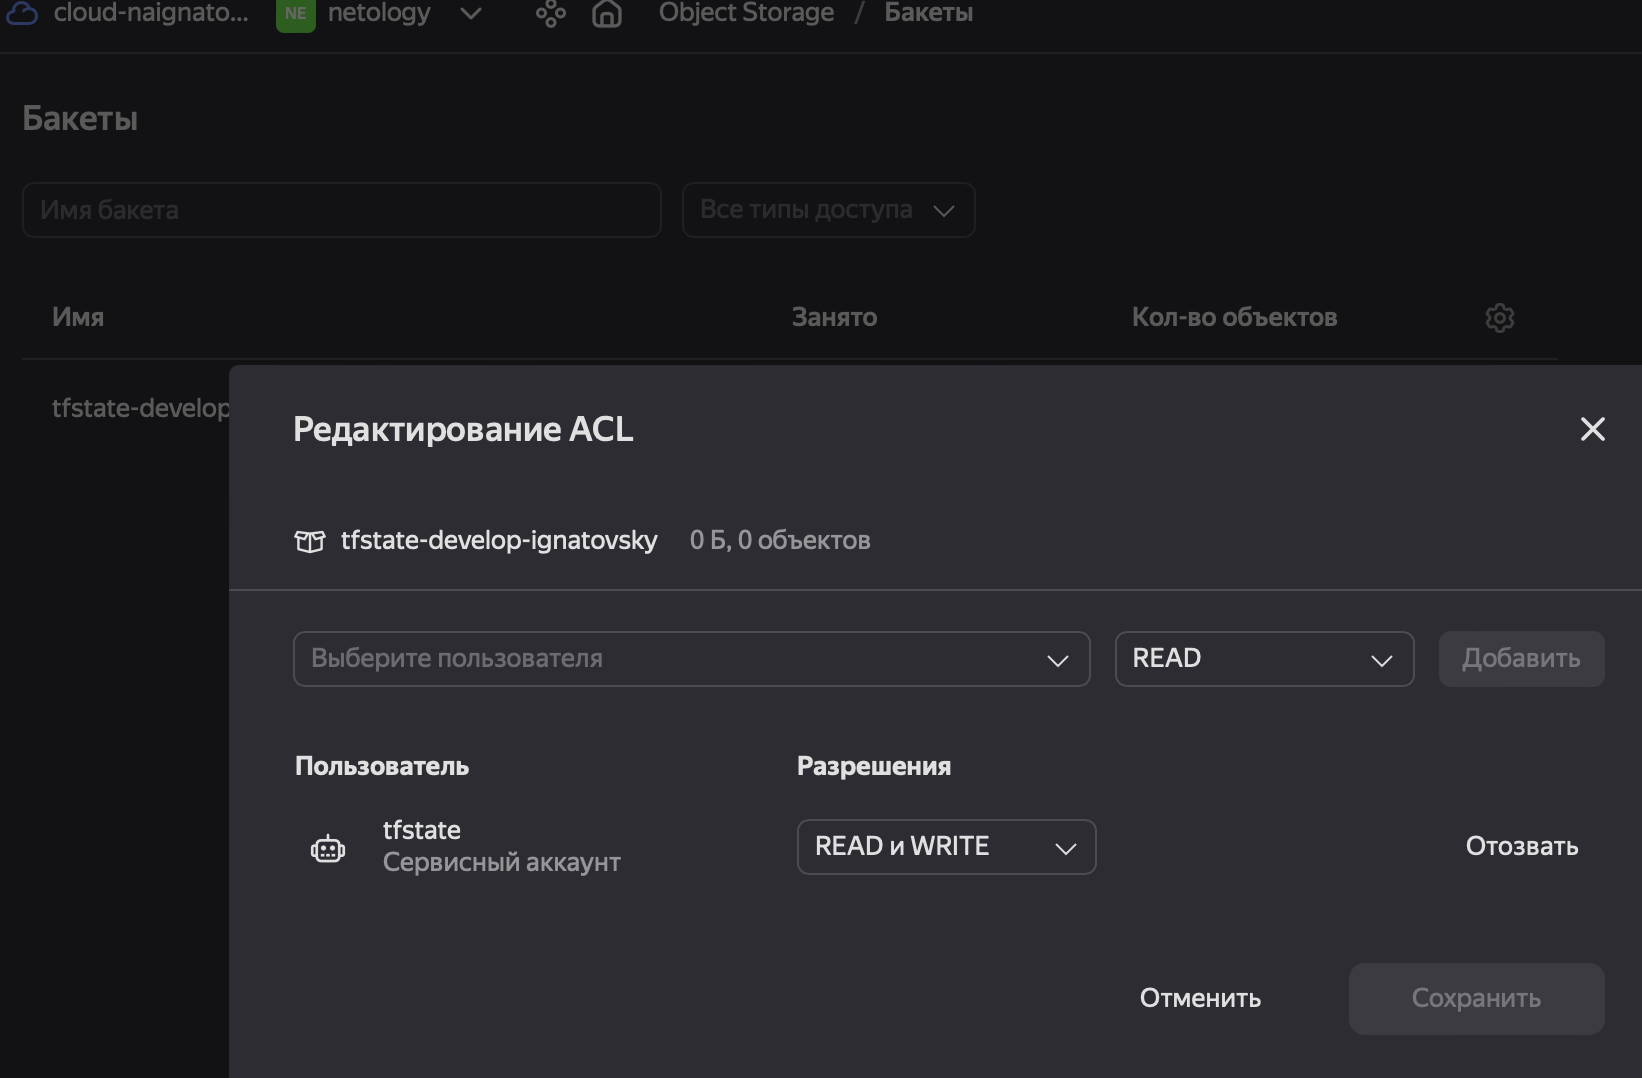 cloud-naignato... NE netology Object Storage / Бакеты
Бакеты
Имя бакета Все типы доступа
Имя Занято Кол-во объектов
tfstate-develop
Редактирование ACL
tfstate-develop-ignatovsky 0 Б, 0 объектов
Выберите пользователя READ Добавить
Пользователь Разрешения
tfstate
Сервисный аккаунт
READ и WRITE Отозвать
Отменить Сохранить